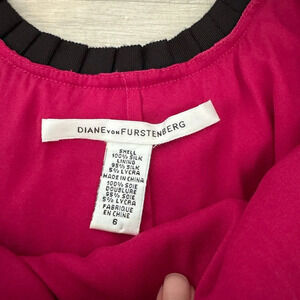 DIANE VON FURSTENBERG
SHELL
100% SILK
LINING
95% SILK
5% LYCRA
MADE IN CHINA
100% SOIE
DOUBLURE
95% SOIE
5% LYCRA
FABRIQUE
EN CHINE
6